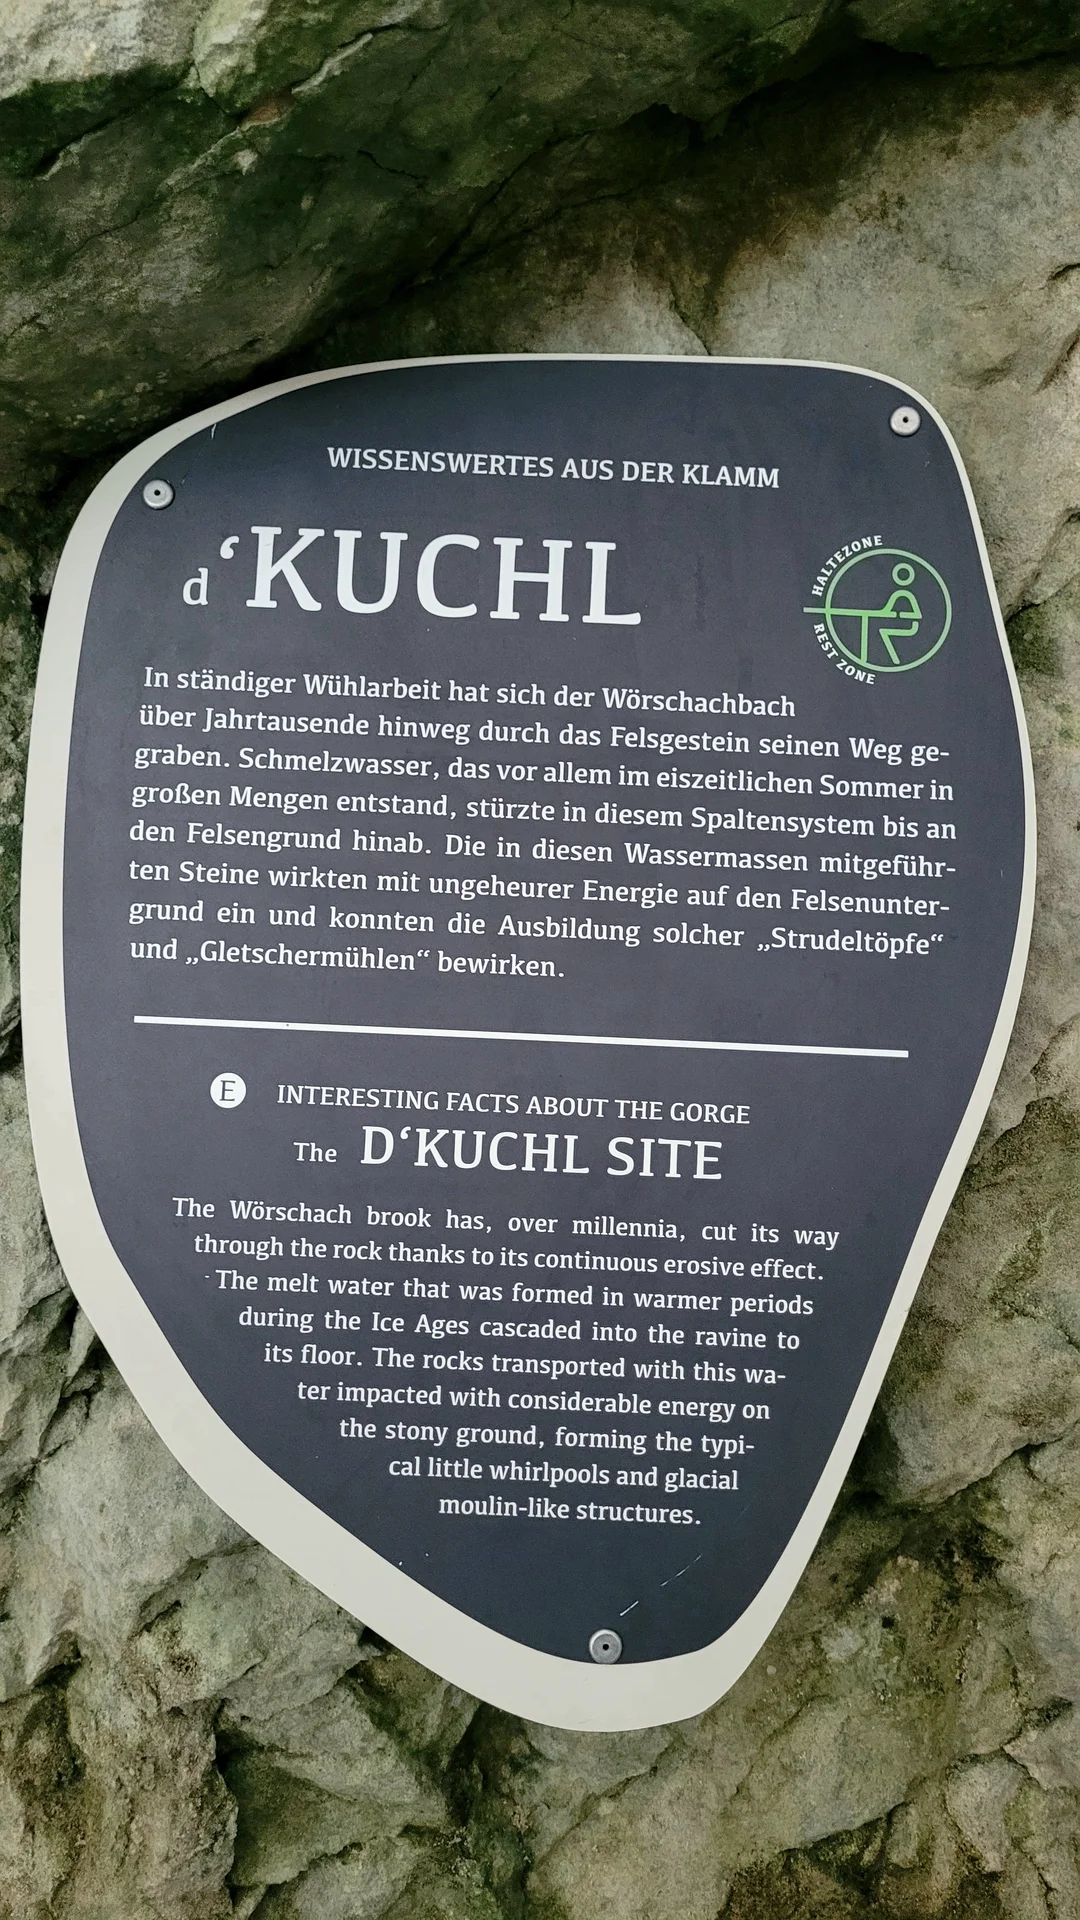 WISSENSWERTES AUS DER KLAMM
d‘KUCHL
HALTEZONE
REST ZONE
In ständiger Wühlarbeit hat sich der Wörschachbach
über Jahrtausende hinweg durch das Felsgestein seinen Weg ge-
graben. Schmelzwasser, das vor allem im eiszeitlichen Sommer in
großen Mengen entstand, stürzte in diesem Spaltensystem bis an
den Felsengrund hinab. Die in diesen Wassermassen mitgeführ-
ten Steine wirkten mit ungeheurer Energie auf den Felsenunter-
grund ein und konnten die Ausbildung solcher „Strudeltöpfe“
und „Gletschermühlen“ bewirken.
E INTERESTING FACTS ABOUT THE GORGE
The D‘KUCHL SITE
The Wörschach brook has, over millennia, cut its way
through the rock thanks to its continuous erosive effect.
The melt water that was formed in warmer periods
during the Ice Ages cascaded into the ravine to
its floor. The rocks transported with this wa-
ter impacted with considerable energy on
the stony ground, forming the typi-
cal little whirlpools and glacial
moulin-like structures.